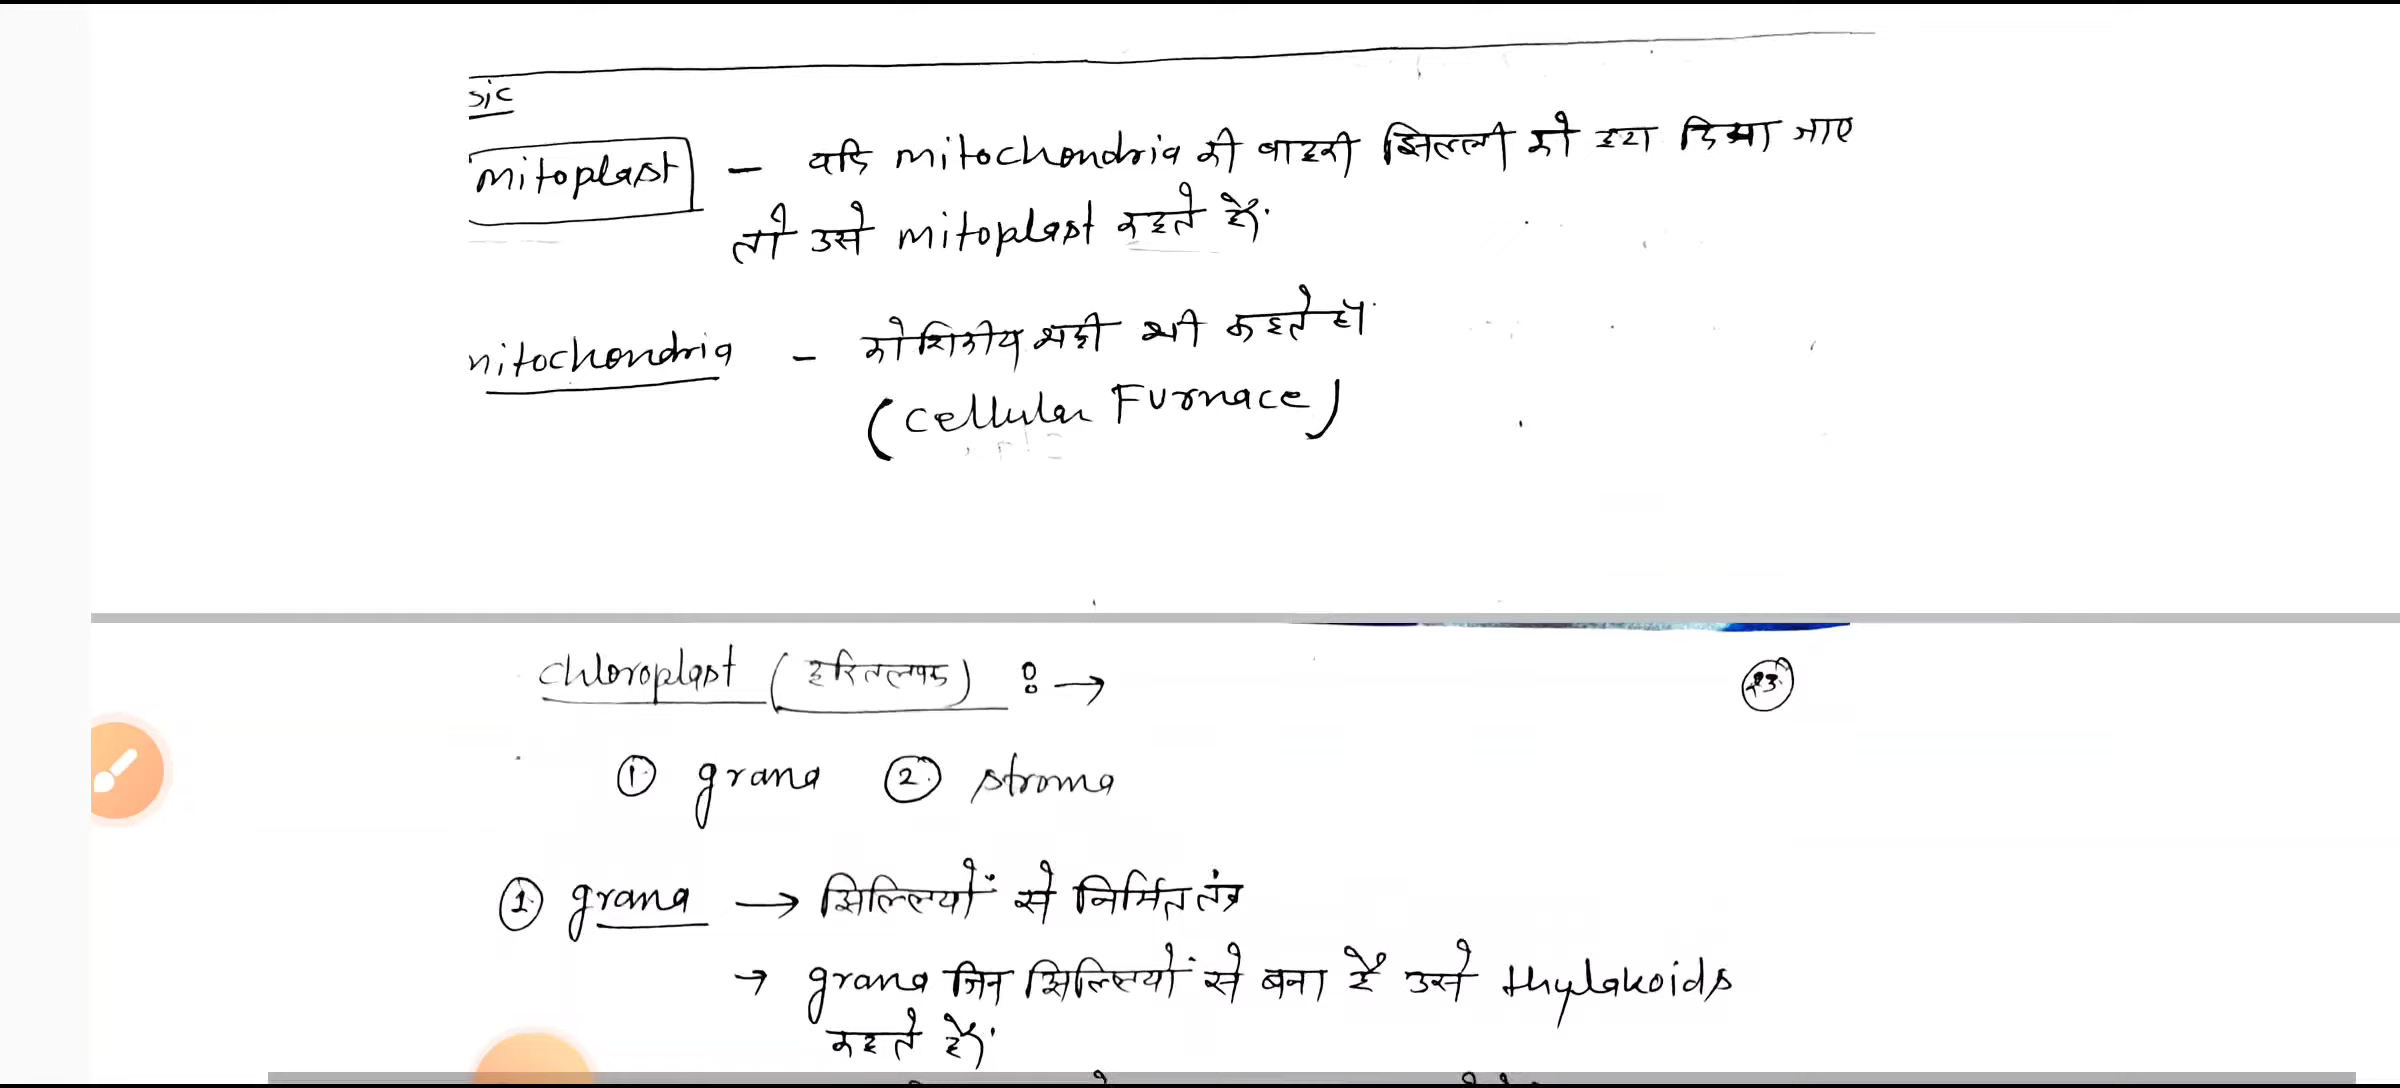 mitoplast - यदि mitochondria की बाहरी झिल्ली को हटा दिया जाए
तो उसे mitoplast कहते हैं.
mitochondria - कोशिकीय भट्टी भी कहते हैं.
(cellular Furnace)
chloroplast (हरितलवक) :→
① grana ② stroma
① grana → झिल्लियों से निर्मित तंत्र
→ grana जिन झिल्लियों से बना है उसे thylakoids
कहते हैं.